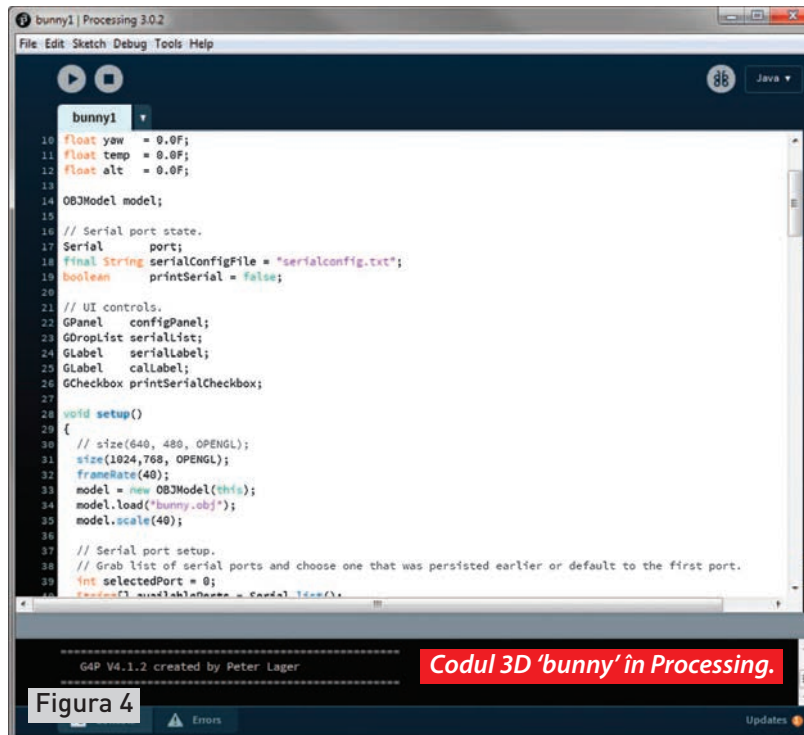 bunny1 | Processing 3.0.2
File Edit Sketch Debug Tools Help
Java
bunny1
10 float yaw = 0.0F;
11 float temp = 0.0F;
12 float alt = 0.0F;
13
14 OBJModel model;
15
16 // Serial port state.
17 Serial port;
18 final String serialConfigFile = "serialconfig.txt";
19 boolean printSerial = false;
20
21 // UI controls.
22 GPanel configPanel;
23 GDropList serialList;
24 GLabel serialLabel;
25 GLabel calLabel;
26 GCheckbox printSerialCheckbox;
27
28 void setup()
29 {
30 // size(640, 480, OPENGL);
31 size(1024,768, OPENGL);
32 frameRate(40);
33 model = new OBJModel(this);
34 model.load("bunny.obj");
35 model.scale(40);
36
37 // Serial port setup.
38 // Grab list of serial ports and choose one that was persisted earlier or default to the first port.
39 int selectedPort = 0;
40 String[] availablePorts = Serial.list();
===================================================
G4P V4.1.2 created by Peter Lager
===================================================
Codul 3D 'bunny' în Processing.
Figura 4
Errors
Updates